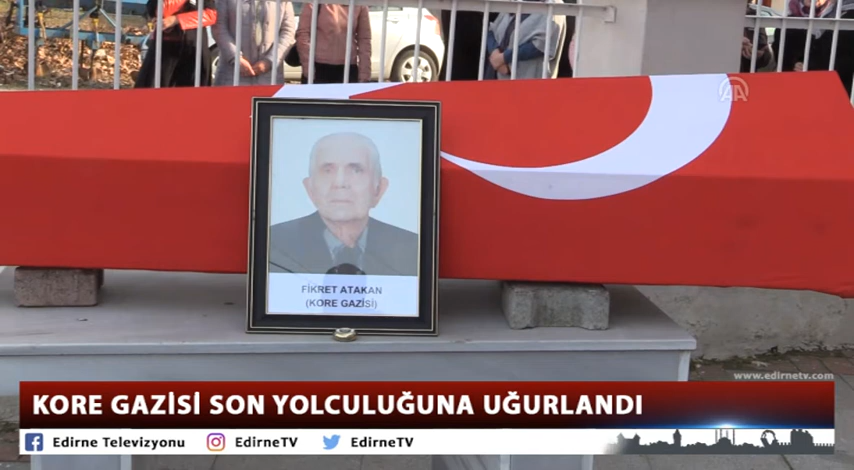 AA
FİKRET ATAKAN
(KORE GAZİSİ)
www.edirnetv.com
KORE GAZİSİ SON YOLCULUĞUNA UĞURLANDI
Edirne Televizyonu EdirneTV EdirneTV